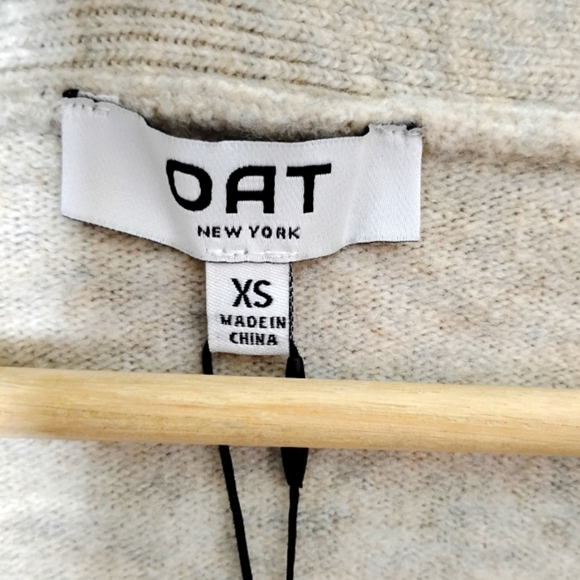 OAT
NEW YORK
XS
MADE IN
CHINA